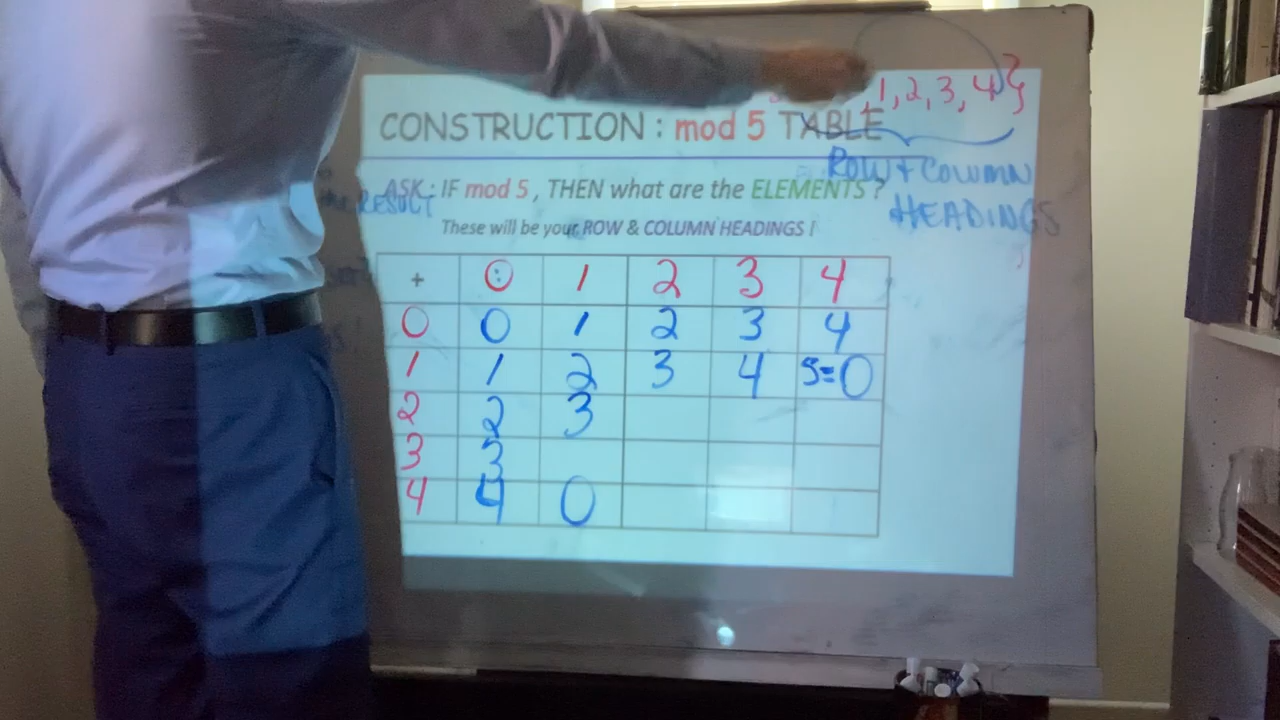 , 1, 2, 3, 4 }
CONSTRUCTION : mod 5 TABLE
ROW + COLUMN
HEADINGS
ASK : IF mod 5 , THEN what are the ELEMENTS ?
RESULT
These will be your ROW & COLUMN HEADINGS !
+ 0 1 2 3 4
0 0 1 2 3 4
1 1 2 3 4 5=0
2 2 3
3 3
4 4 0